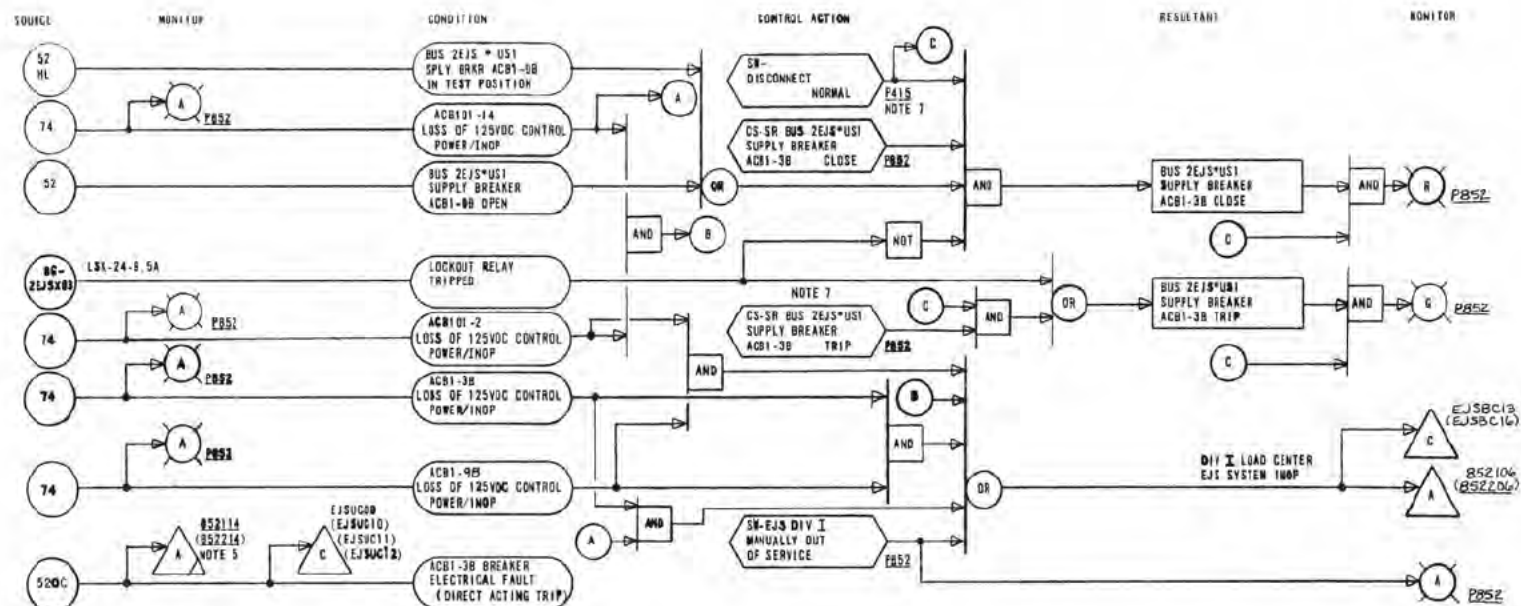 SOURCE MONITOR CONDITION CONTROL ACTION RESULTANT MONITOR
52
HL
BUS 2EJS * US1
SPLY BRKR ACB1-9B
IN TEST POSITION
SW-
DISCONNECT
NORMAL
P415
NOTE 7
C
A
P852
74
ACB101-14
LOSS OF 125VDC CONTROL
POWER/INOP
A
CS-SR BUS 2EJS*US1
SUPPLY BREAKER
ACB1-3B CLOSE
P852
52
BUS 2EJS*US1
SUPPLY BREAKER
ACB1-9B OPEN
OR
AND
BUS 2EJS*US1
SUPPLY BREAKER
ACB1-3B CLOSE
AND
R
P852
AND
B
NOT
C
86-
2EJSX03
LSK-24-9.5A
LOCKOUT RELAY
TRIPPED
A
P852
74
ACB101-2
LOSS OF 125VDC CONTROL
POWER/INOP
NOTE 7
CS-SR BUS 2EJS*US1
SUPPLY BREAKER
ACB1-3B TRIP
P852
C
AND
OR
BUS 2EJS*US1
SUPPLY BREAKER
ACB1-3B TRIP
AND
G
P852
C
A
P852
74
ACB1-3B
LOSS OF 125VDC CONTROL
POWER/INOP
AND
B
AND
A
P852
74
ACB1-9B
LOSS OF 125VDC CONTROL
POWER/INOP
AND
A
SW-EJS DIV I
MANUALLY OUT
OF SERVICE
P852
OR
DIV I LOAD CENTER
EJS SYSTEM INOP
C
EJSBC13
(EJSBC16)
A
852106
(852206)
A
852114
(852214)
NOTE 5
C
EJSUC09
(EJSUC10)
(EJSUC11)
(EJSUC12)
52OC
ACB1-3B BREAKER
ELECTRICAL FAULT
(DIRECT ACTING TRIP)
A
P852